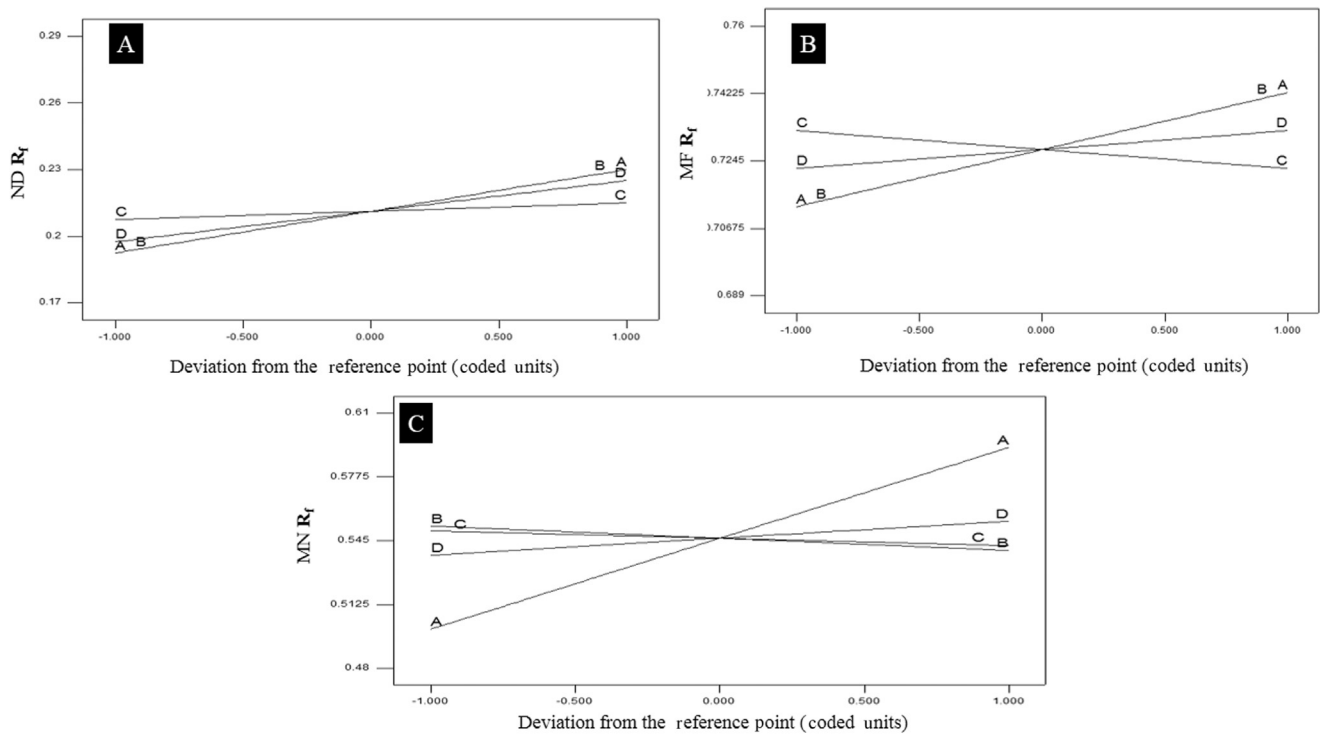 A
0.29
0.26
0.23
0.2
0.17
ND Rf
C
D
A B
B A
D
C
-1.000 -0.500 0.000 0.500 1.000
Deviation from the reference point (coded units)
B
0.76
0.74225
0.7245
0.70675
0.689
MF Rf
C
D
A B
B A
D
C
-1.000 -0.500 0.000 0.500 1.000
Deviation from the reference point (coded units)
C
0.61
0.5775
0.545
0.5125
0.48
MN Rf
B C
D
A
A
D
C B
-1.000 -0.500 0.000 0.500 1.000
Deviation from the reference point (coded units)